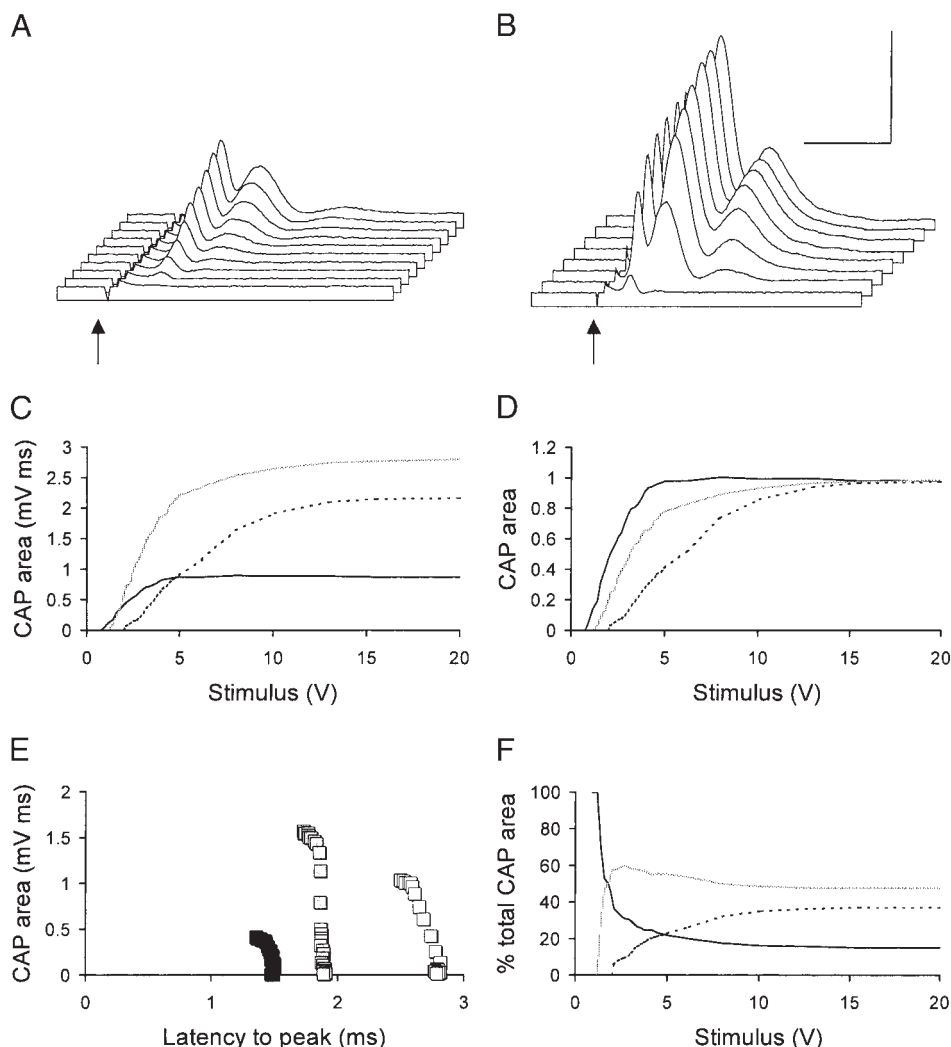 A
B
C
3
2.5
2
1.5
1
0.5
0
CAP area (mV ms)
0 5 10 15 20
Stimulus (V)
D
1.2
1
0.8
0.6
0.4
0.2
0
CAP area
0 5 10 15 20
Stimulus (V)
E
2
1.5
1
0.5
0
CAP area (mV ms)
0 1 2 3
Latency to peak (ms)
F
100
80
60
40
20
0
% total CAP area
0 5 10 15 20
Stimulus (V)